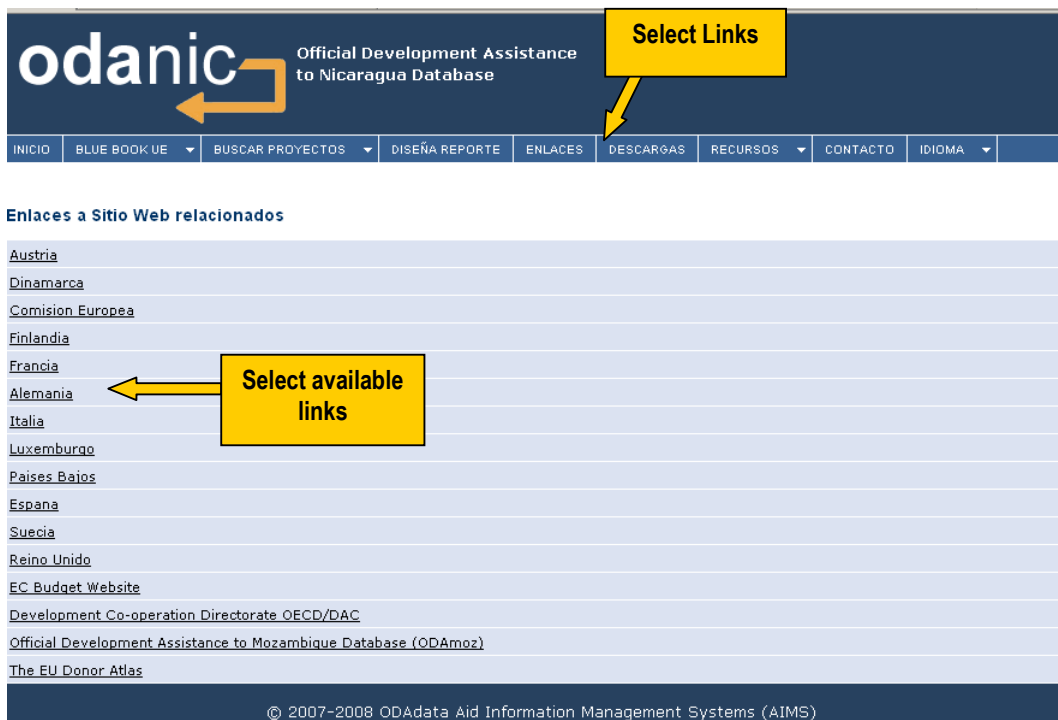 odanic
Official Development Assistance
to Nicaragua Database
Select Links
INICIO BLUE BOOK UE BUSCAR PROYECTOS DISEÑA REPORTE ENLACES DESCARGAS RECURSOS CONTACTO IDIOMA
Enlaces a Sitio Web relacionados
Austria
Dinamarca
Comision Europea
Finlandia
Francia
Alemania
Select available
links
Italia
Luxemburgo
Paises Bajos
Espana
Suecia
Reino Unido
EC Budget Website
Development Co-operation Directorate OECD/DAC
Official Development Assistance to Mozambique Database (ODAmoz)
The EU Donor Atlas
© 2007-2008 ODAdata Aid Information Management Systems (AIMS)